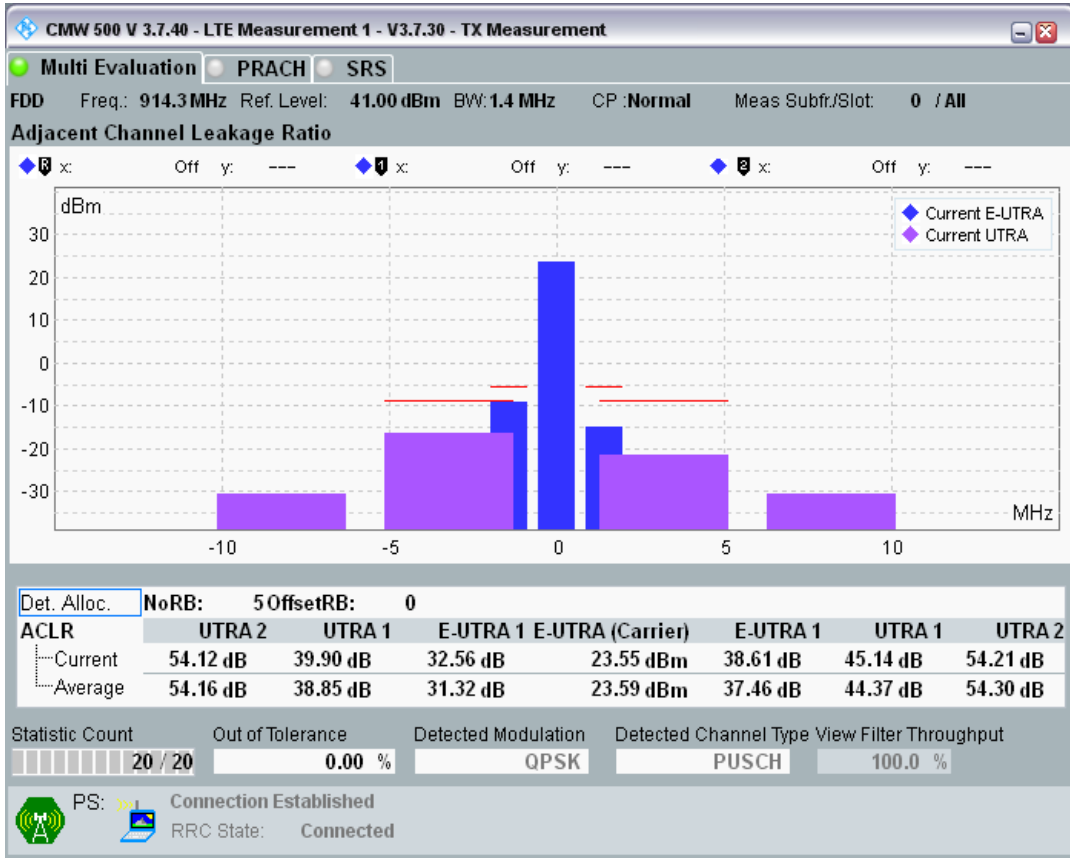 CMW 500 V 3.7.40 - LTE Measurement 1 - V3.7.30 - TX Measurement
Multi Evaluation PRACH SRS
FDD Freq.: 914.3 MHz Ref. Level: 41.00 dBm BW: 1.4 MHz CP :Normal Meas Subfr./Slot: 0 / All
Adjacent Channel Leakage Ratio
R x: Off y: --- 1 x: Off y: --- 2 x: Off y: ---
dBm
Current E-UTRA
Current UTRA
30
20
10
0
-10
-20
-30
MHz
-10 -5 0 5 10
Det. Alloc. NoRB: 5 OffsetRB: 0
ACLR UTRA 2 UTRA 1 E-UTRA 1 E-UTRA (Carrier) E-UTRA 1 UTRA 1 UTRA 2
Current 54.12 dB 39.90 dB 32.56 dB 23.55 dBm 38.61 dB 45.14 dB 54.21 dB
Average 54.16 dB 38.85 dB 31.32 dB 23.59 dBm 37.46 dB 44.37 dB 54.30 dB
Statistic Count Out of Tolerance Detected Modulation Detected Channel Type View Filter Throughput
20 / 20 0.00 % QPSK PUSCH 100.0 %
PS: Connection Established
RRC State: Connected